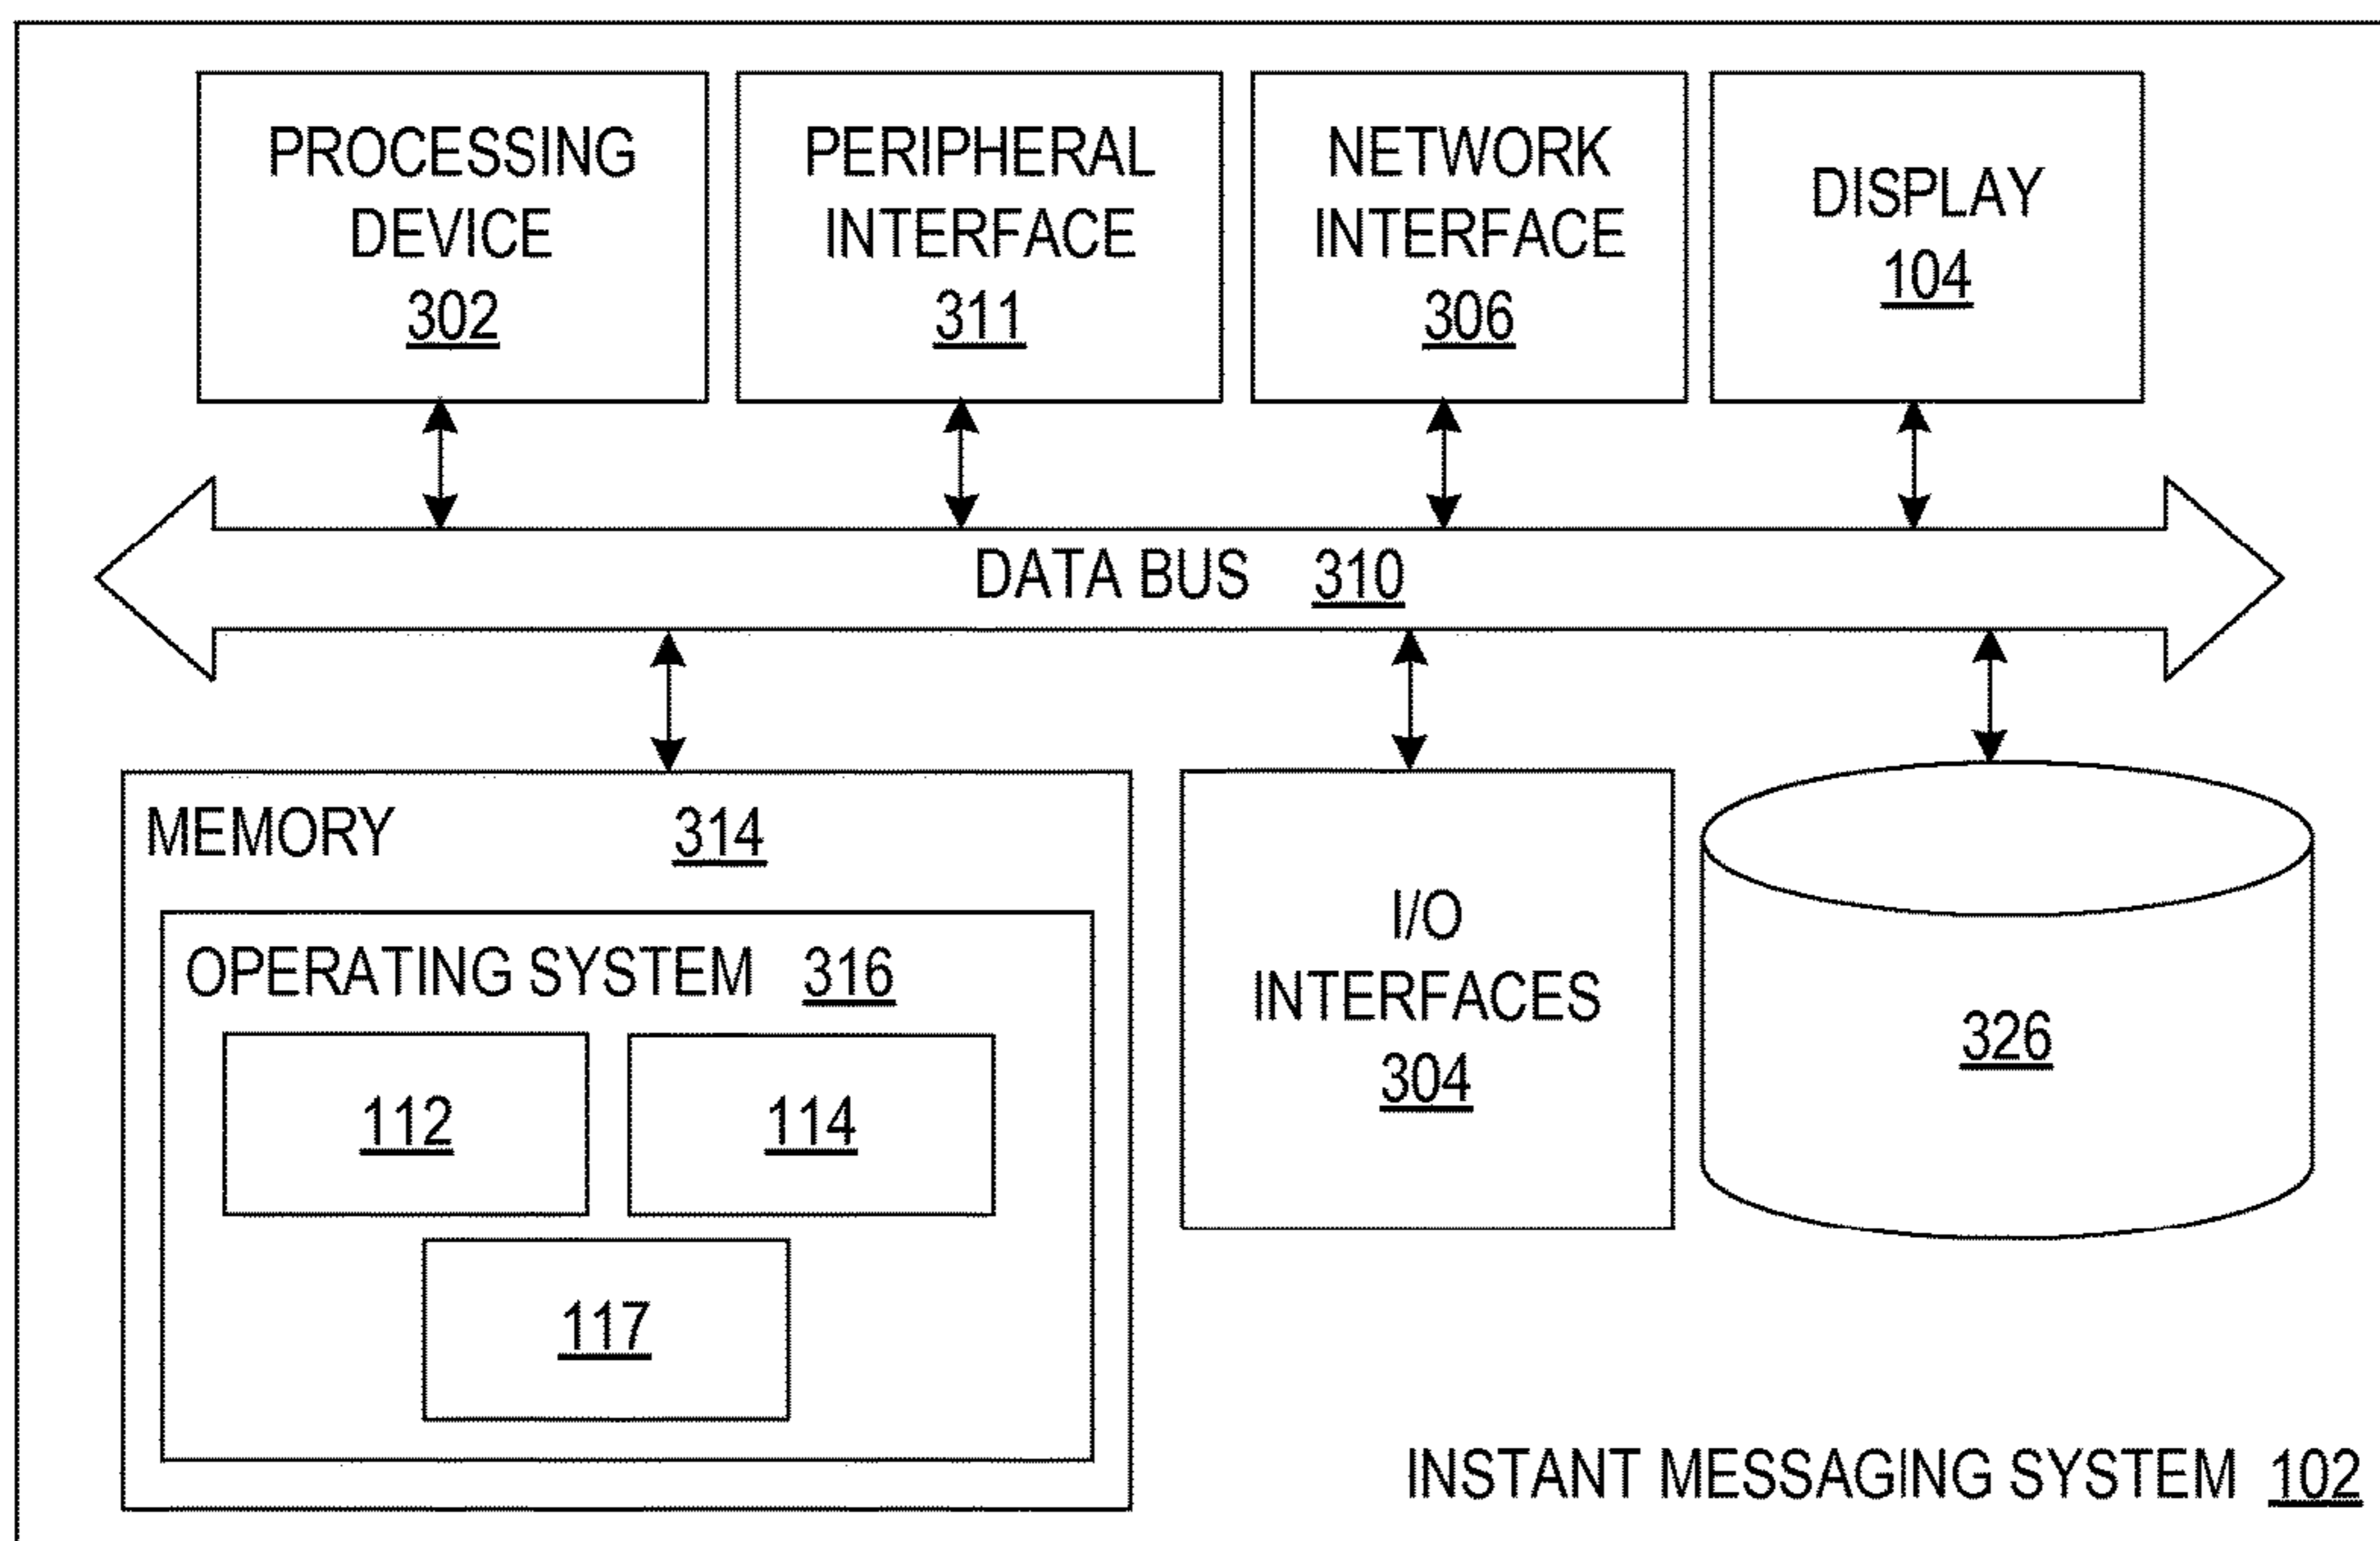 PROCESSING
DEVICE
302
PERIPHERAL
INTERFACE
311
NETWORK
INTERFACE
306
DISPLAY
104
DATA BUS 310
MEMORY 314
OPERATING SYSTEM 316
112
114
117
I/O
INTERFACES
304
326
INSTANT MESSAGING SYSTEM 102